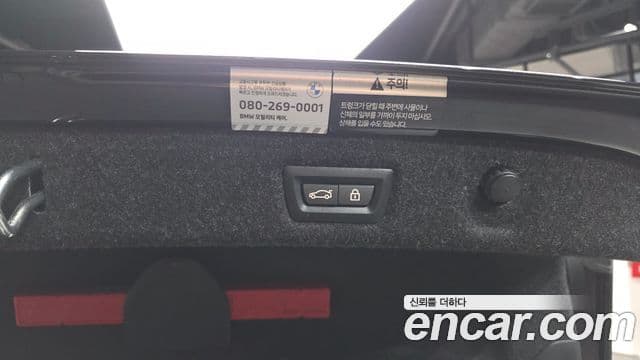 080-269-0001
BMW 모빌리티 케어.
주의!
트렁크가 닫힐 때 주변에 사물이나
신체의 일부를 가까이 두지 마십시오.
상해를 입을 수도 있습니다.
신뢰를 더하다
encar.com